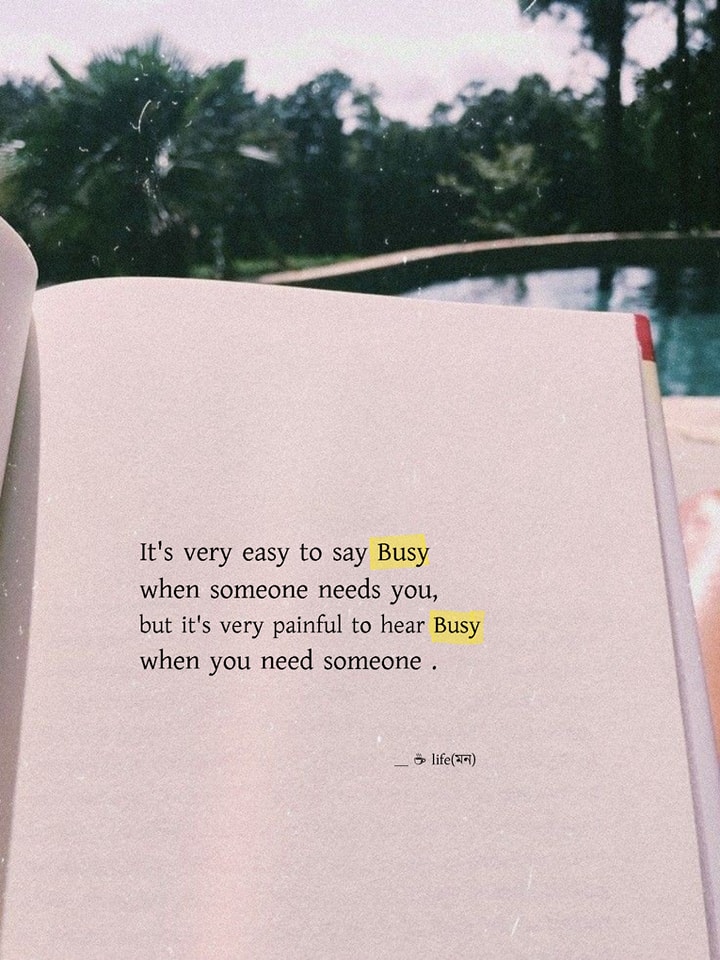 It's very easy to say Busy
when someone needs you,
but it's very painful to hear Busy
when you need someone .
__ ☕ life(মন)